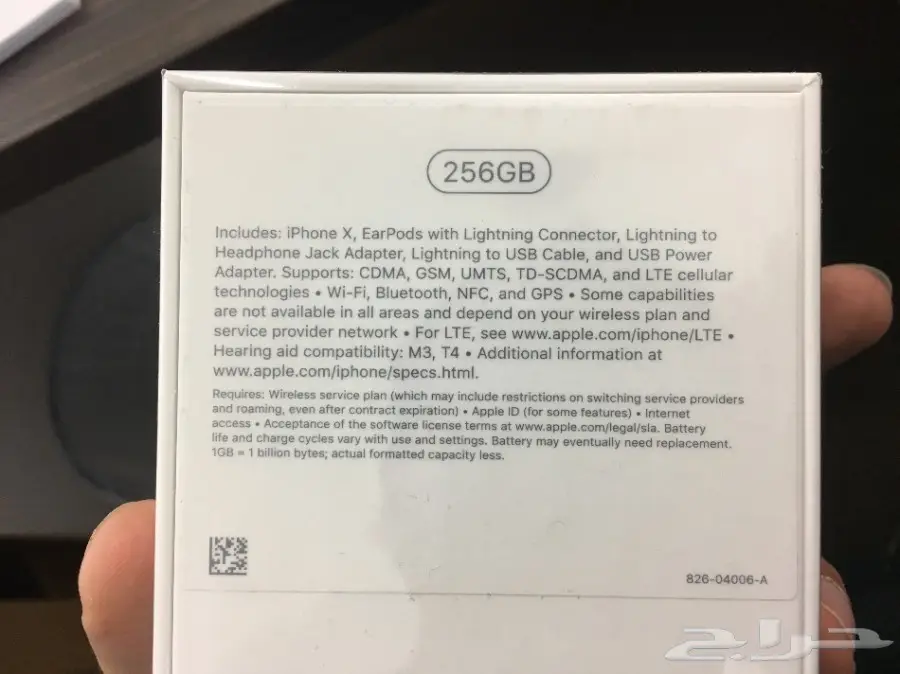 256GB
Includes: iPhone X, EarPods with Lightning Connector, Lightning to
Headphone Jack Adapter, Lightning to USB Cable, and USB Power
Adapter. Supports: CDMA, GSM, UMTS, TD-SCDMA, and LTE cellular
technologies • Wi-Fi, Bluetooth, NFC, and GPS • Some capabilities
are not available in all areas and depend on your wireless plan and
service provider network • For LTE, see www.apple.com/iphone/LTE •
Hearing aid compatibility: M3, T4 • Additional information at
www.apple.com/iphone/specs.html.
Requires: Wireless service plan (which may include restrictions on switching service providers
and roaming, even after contract expiration) • Apple ID (for some features) • Internet
access • Acceptance of the software license terms at www.apple.com/legal/sla. Battery
life and charge cycles vary with use and settings. Battery may eventually need replacement.
1GB = 1 billion bytes; actual formatted capacity less.
826-04006-A
حراج